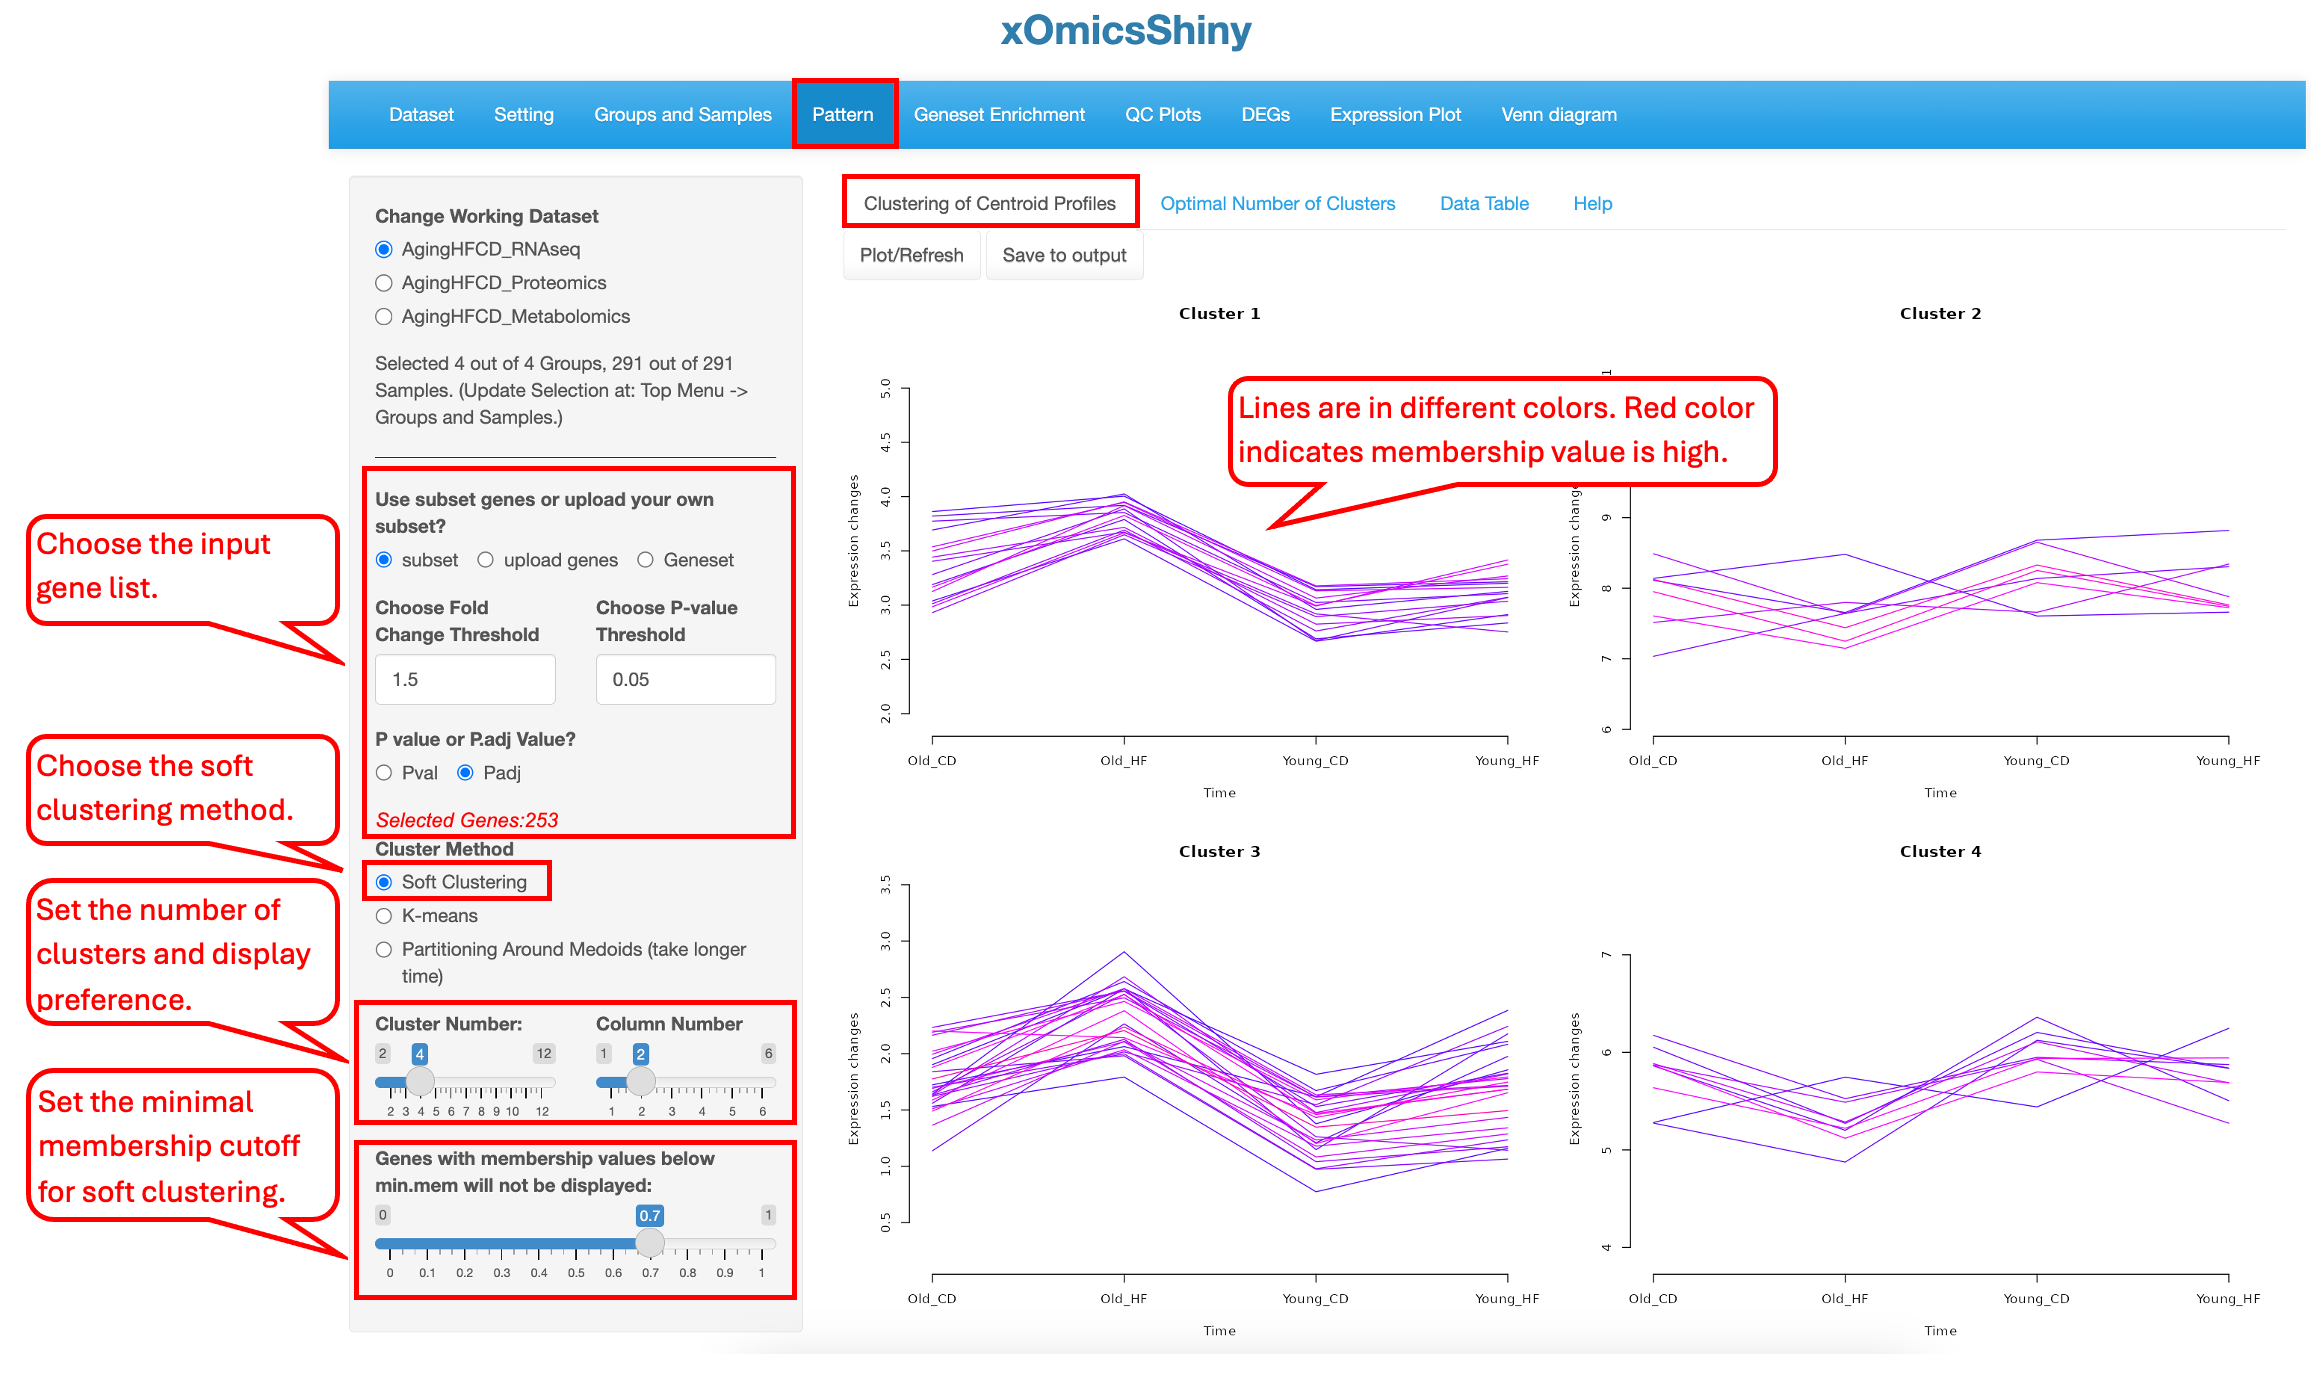 xOmicsShiny
Dataset Setting Groups and Samples Pattern Geneset Enrichment QC Plots DEGs Expression Plot Venn diagram
Change Working Dataset
AgingHFCD_RNAseq
AgingHFCD_Proteomics
AgingHFCD_Metabolomics
Selected 4 out of 4 Groups, 291 out of 291
Samples. (Update Selection at: Top Menu ->
Groups and Samples.)
Use subset genes or upload your own
subset?
subset upload genes Geneset
Choose Fold
Change Threshold
Choose P-value
Threshold
1.5
0.05
P value or P.adj Value?
Pval Padj
Selected Genes:253
Cluster Method
Soft Clustering
K-means
Partitioning Around Medoids (take longer
time)
Cluster Number:
2 4 12
2 3 4 5 6 7 8 9 10 12
Column Number
1 2 6
1 2 3 4 5 6
Genes with membership values below
min.mem will not be displayed:
0 0.7 1
0 0.1 0.2 0.3 0.4 0.5 0.6 0.7 0.8 0.9 1
Choose the input
gene list.
Choose the soft
clustering method.
Set the number of
clusters and display
preference.
Set the minimal
membership cutoff
for soft clustering.
Clustering of Centroid Profiles Optimal Number of Clusters Data Table Help
Plot/Refresh Save to output
Lines are in different colors. Red color
indicates membership value is high.
Cluster 1
Expression changes
5.0
4.5
4.0
3.5
3.0
2.5
2.0
Old_CD Old_HF Young_CD Young_HF
Time
Cluster 2
Expression changes
9
8
7
6
Old_CD Old_HF Young_CD Young_HF
Time
Cluster 3
Expression changes
3.5
3.0
2.5
2.0
1.5
1.0
0.5
Old_CD Old_HF Young_CD Young_HF
Time
Cluster 4
Expression changes
7
6
5
4
Old_CD Old_HF Young_CD Young_HF
Time